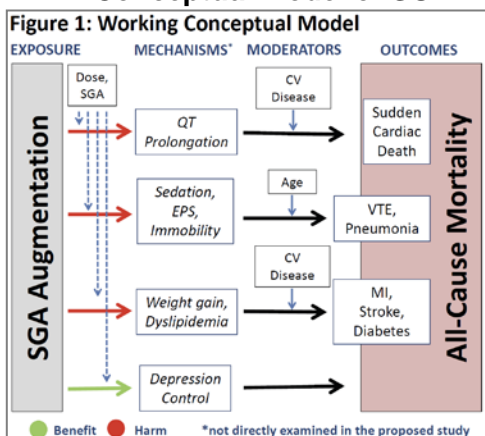 Figure 1: Working Conceptual Model
EXPOSURE
MECHANISMS*
MODERATORS
OUTCOMES
SGA Augmentation
Dose,
SGA
QT
Prolongation
CV
Disease
Sudden
Cardiac
Death
Sedation,
EPS,
Immobility
Age
VTE,
Pneumonia
Weight gain,
Dyslipidemia
CV
Disease
MI,
Stroke,
Diabetes
Depression
Control
All-Cause Mortality
Benefit
Harm
*not directly examined in the proposed study